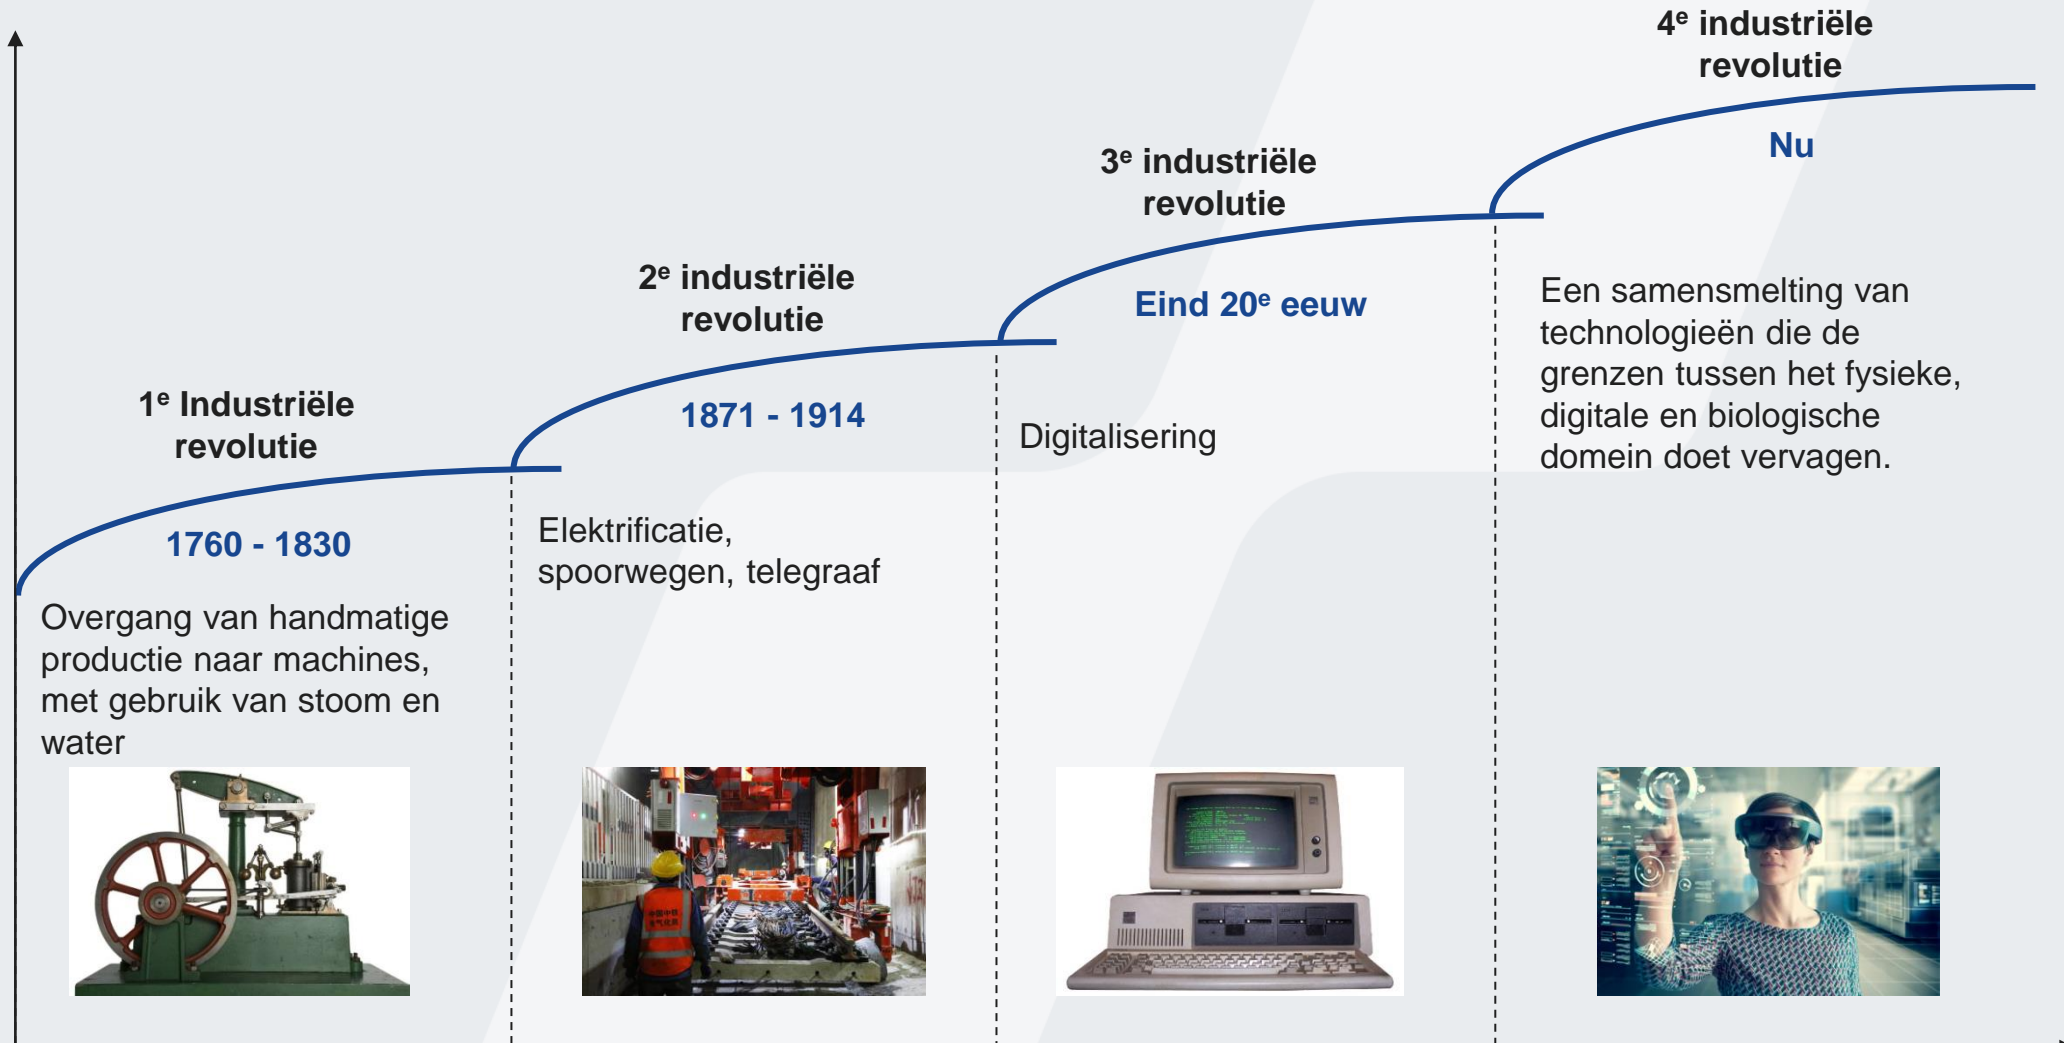 1e Industriële
revolutie
1760 - 1830
Overgang van handmatige
productie naar machines,
met gebruik van stoom en
water
2e industriële
revolutie
1871 - 1914
Elektrificatie,
spoorwegen, telegraaf
3e industriële
revolutie
Eind 20e eeuw
Digitalisering
4e industriële
revolutie
Nu
Een samensmelting van
technologieën die de
grenzen tussen het fysieke,
digitale en biologische
domein doet vervagen.